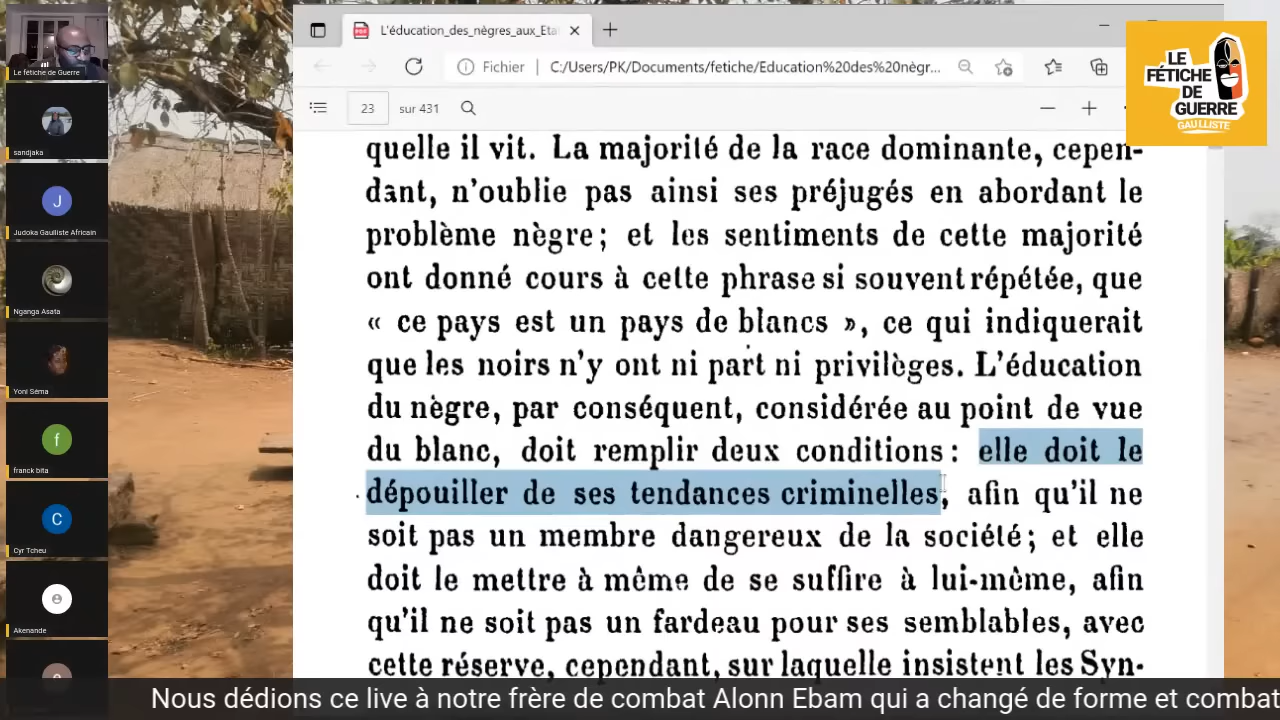 Le fétiche de Guerre
sandjaka
J
Judoka Gaulliste Africain
Nganga Asata
Yoni Séma
f
franck bita
C
Cyr Tcheu
Akenande
L'éducation_des_nègres_aux_Eta
Fichier
C:/Users/PK/Documents/fetiche/Education%20des%20nègr...
23
sur 431
LE
FÉTICHE
DE
GUERRE
GAULLISTE
quelle il vit. La majorité de la race dominante, cepen-
dant, n'oublie pas ainsi ses préjugés en abordant le
problème nègre; et les sentiments de cette majorité
ont donné cours à cette phrase si souvent répétée, que
« ce pays est un pays de blancs », ce qui indiquerait
que les noirs n'y ont ni part ni privilèges. L'éducation
du nègre, par conséquent, considérée au point de vue
du blanc, doit remplir deux conditions : elle doit le
dépouiller de ses tendances criminelles, afin qu'il ne
soit pas un membre dangereux de la société; et elle
doit le mettre à même de se suffire à lui-même, afin
qu'il ne soit pas un fardeau pour ses semblables, avec
cette réserve, cependant, sur laquelle insistent les Syn-
Nous dédions ce live à notre frère de combat Alonn Ebam qui a changé de forme et combat